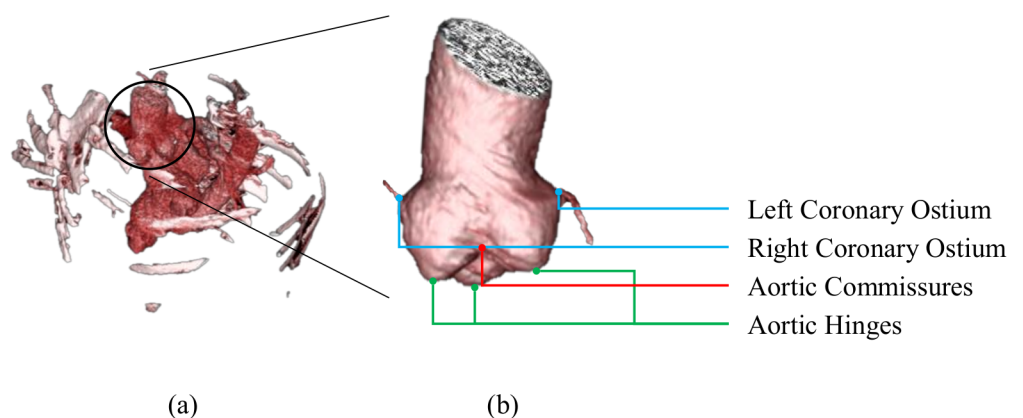 Left Coronary Ostium
Right Coronary Ostium
Aortic Commissures
Aortic Hinges
(a)
(b)